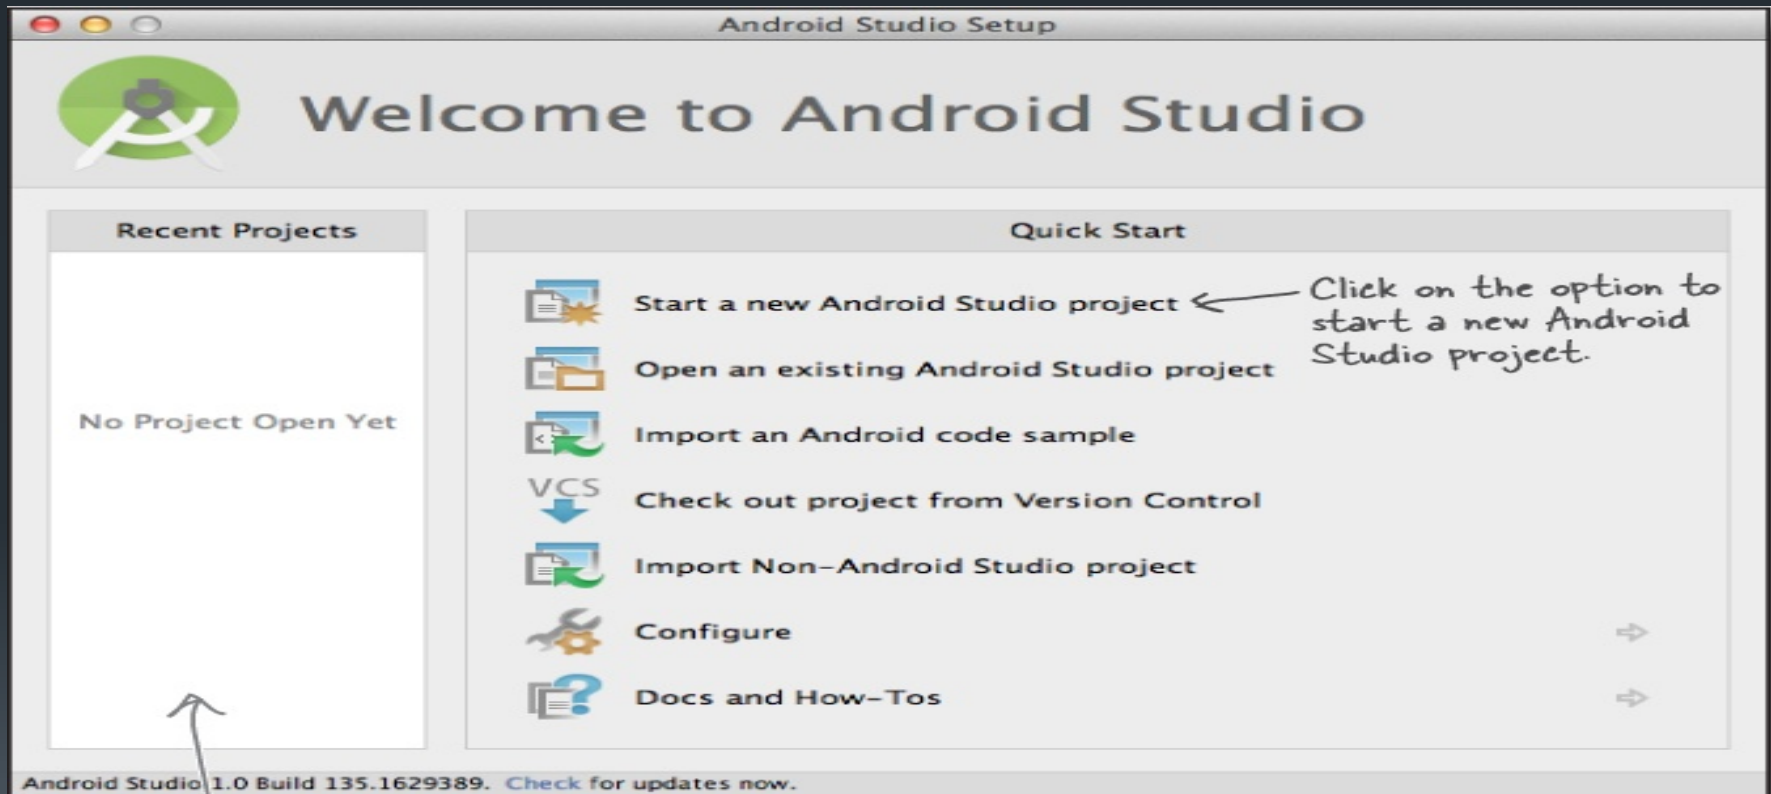 Android Studio Setup
Welcome to Android Studio
Recent Projects
No Project Open Yet
Quick Start
Start a new Android Studio project
Click on the option to
start a new Android
Studio project.
Open an existing Android Studio project
Import an Android code sample
VCS
Check out project from Version Control
Import Non-Android Studio project
Configure
Docs and How-Tos
Android Studio 1.0 Build 135.1629389. Check for updates now.